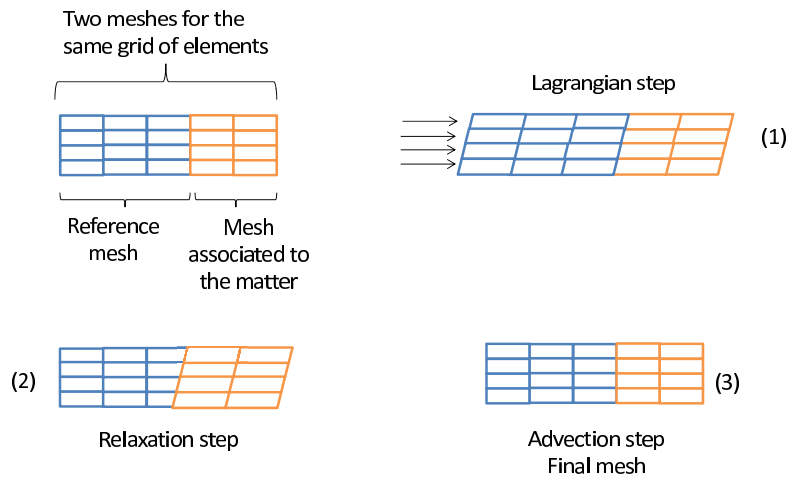 Two meshes for the
same grid of elements
Lagrangian step
(1)
Reference
mesh
Mesh
associated to
the matter
(2)
(3)
Relaxation step
Advection step
Final mesh